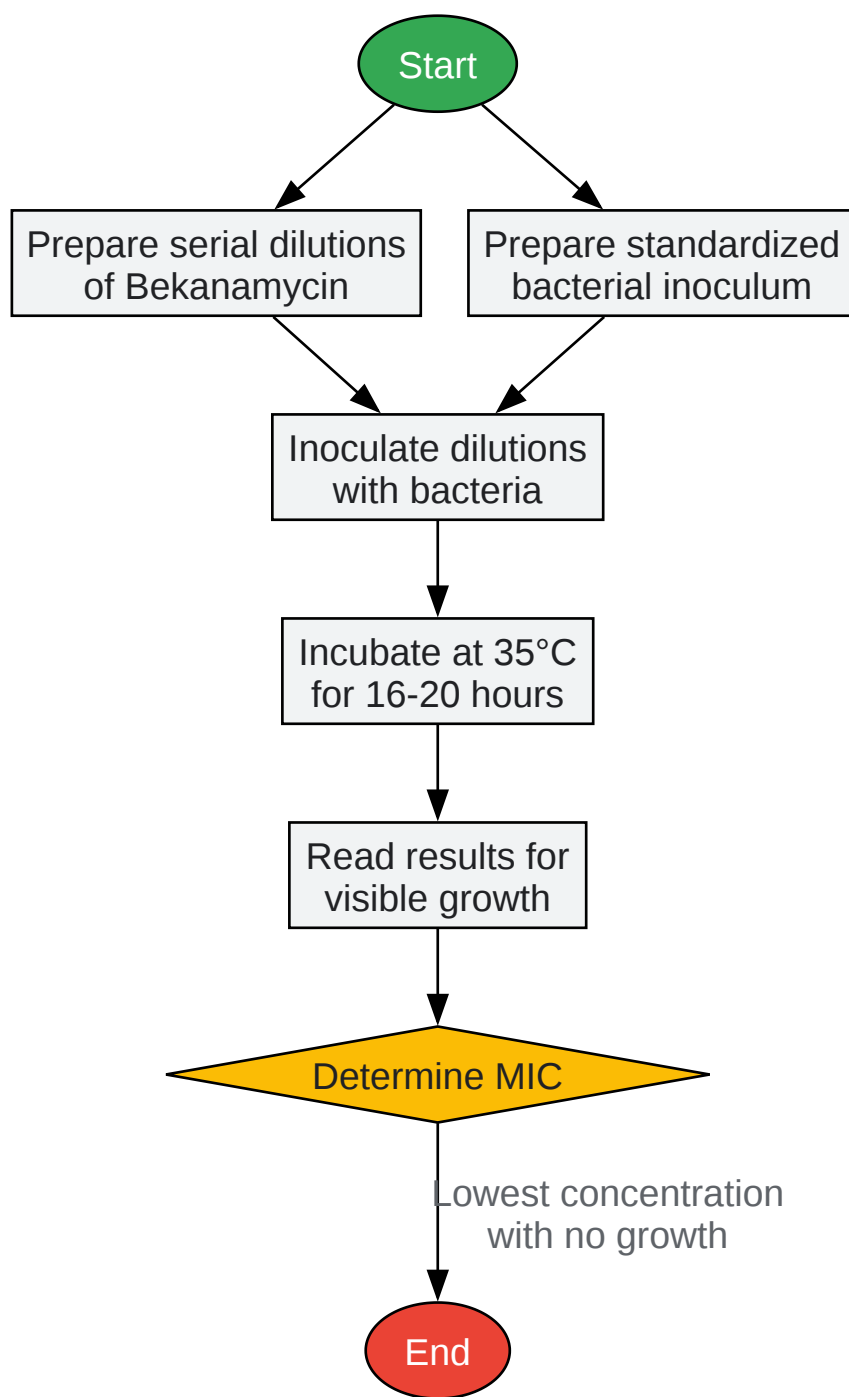 Start
Prepare serial dilutions
of Bekanamycin
Prepare standardized
bacterial inoculum
Inoculate dilutions
with bacteria
Incubate at 35°C
for 16-20 hours
Read results for
visible growth
Determine MIC
Lowest concentration
with no growth
End